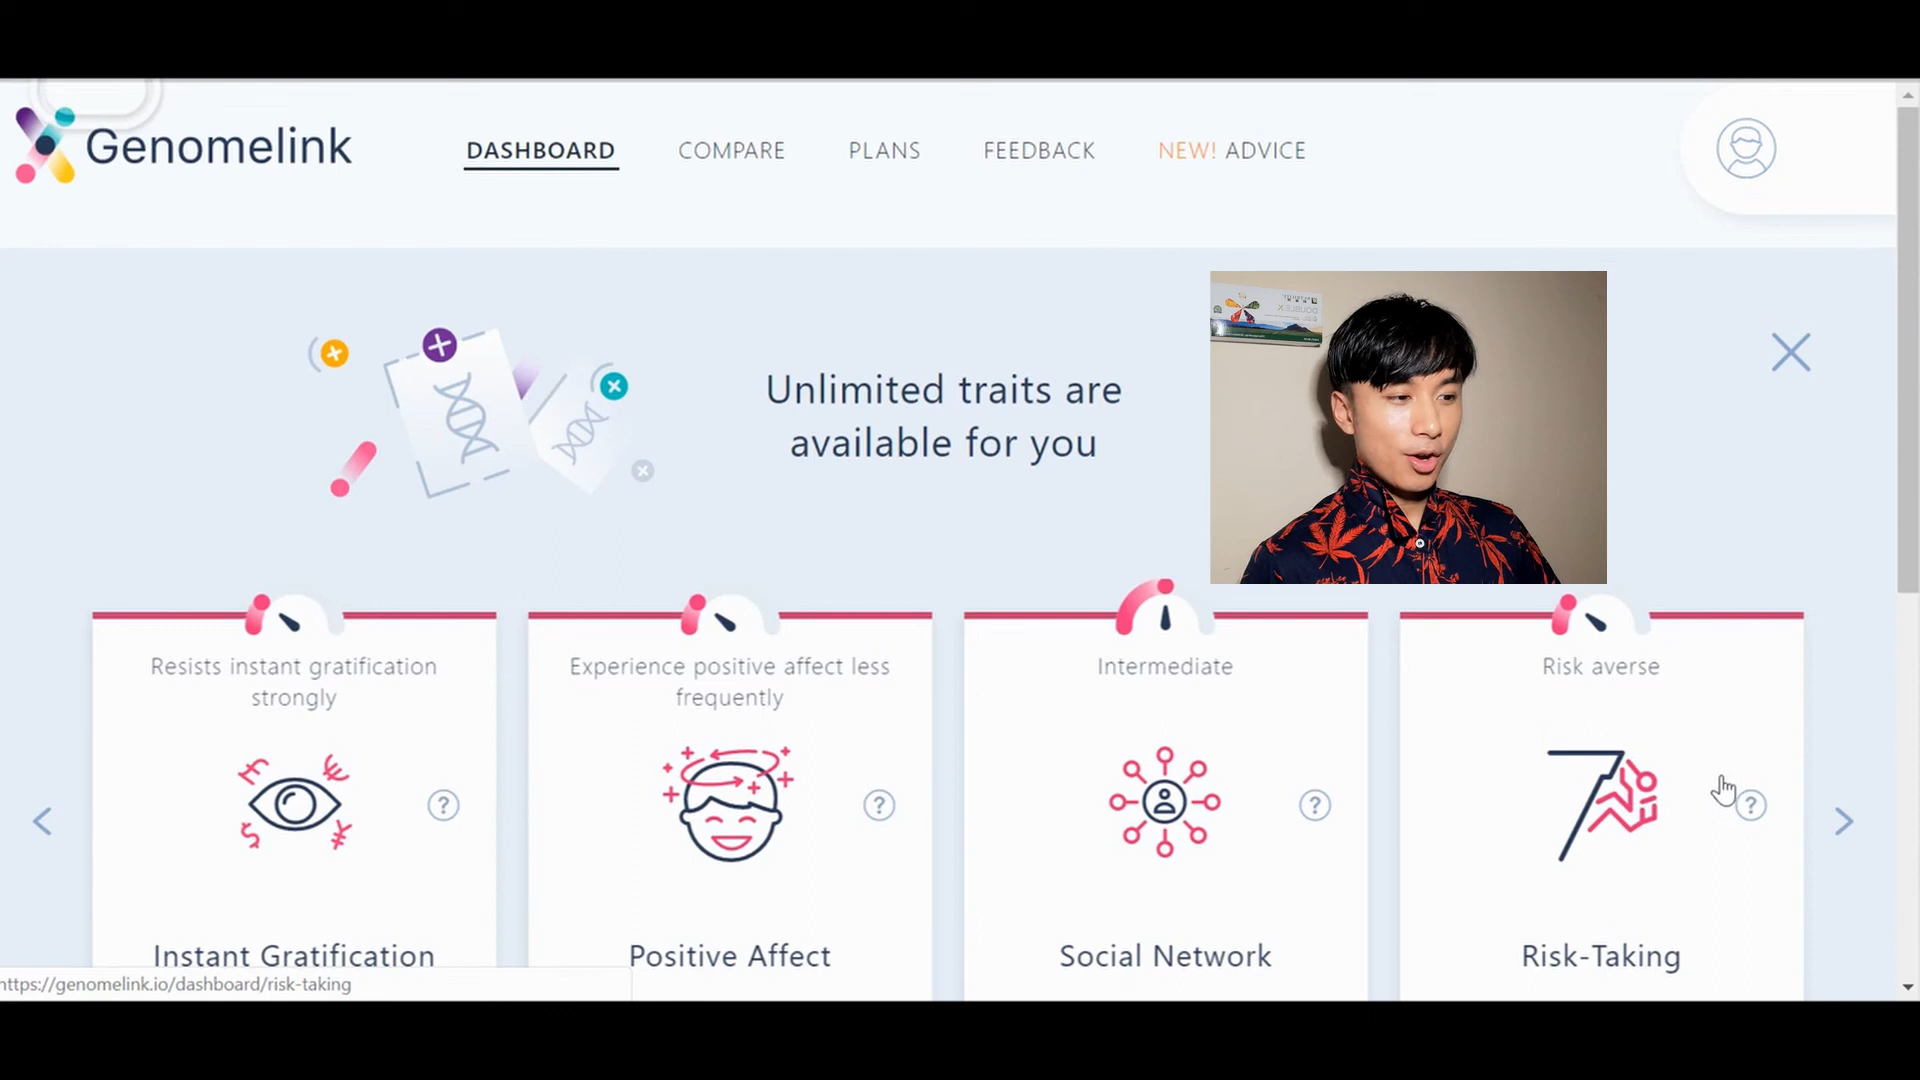 Genomelink
DASHBOARD
COMPARE
PLANS
FEEDBACK
NEW! ADVICE
Unlimited traits are
available for you
DOUBLE X
Resists instant gratification
strongly
Experience positive affect less
frequently
Intermediate
Risk averse
?
?
?
?
Instant Gratification
Positive Affect
Social Network
Risk-Taking
https://genomelink.io/dashboard/risk-taking